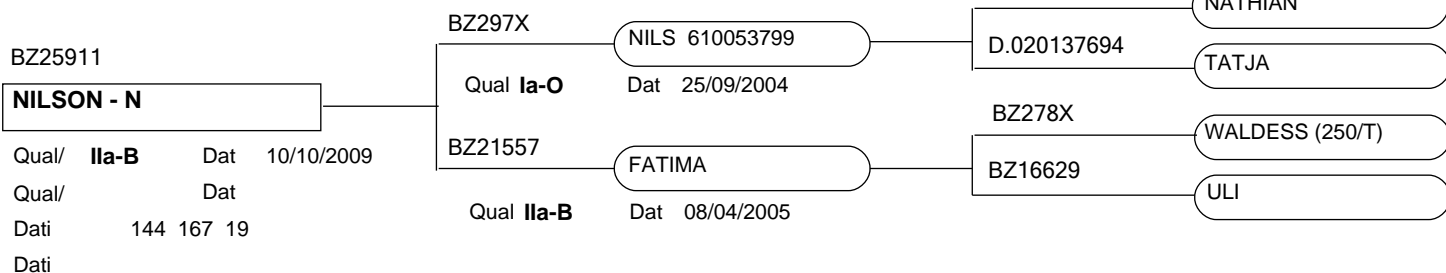 NATHIAN
BZ297X
NILS 610053799
D.020137694
BZ25911
TATJA
NILSON - N
Qual Ia-O Dat 25/09/2004
BZ278X
WALDESS (250/T)
Qual/ IIa-B Dat 10/10/2009
BZ21557
FATIMA
BZ16629
Qual/ Dat
ULI
Qual IIa-B Dat 08/04/2005
Dati 144 167 19
Dati